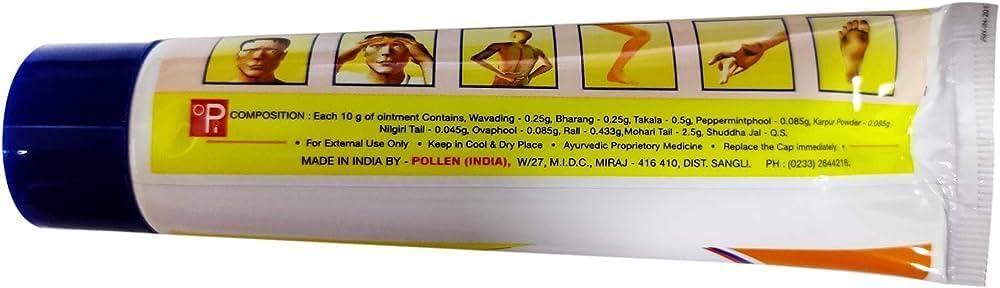 P
COMPOSITION : Each 10 g of ointment Contains, Wavading - 0.25g, Bharang - 0.25g, Takala - 0.5g, Peppermintphool - 0.085g, Karpur Powder - 0.085g
Nilgiri Tail - 0.045g, Ovaphool - 0.085g, Rall - 0.433g, Mohari Tail - 2.5g, Shuddha Jal - Q.S.
• For External Use Only • Keep in Cool & Dry Place • Ayurvedic Proprietory Medicine • Replace the Cap immediately •
MADE IN INDIA BY - POLLEN (INDIA), W/27, M.I.D.C., MIRAJ - 416 410, DIST. SANGLI. PH : (0233) 2644216.